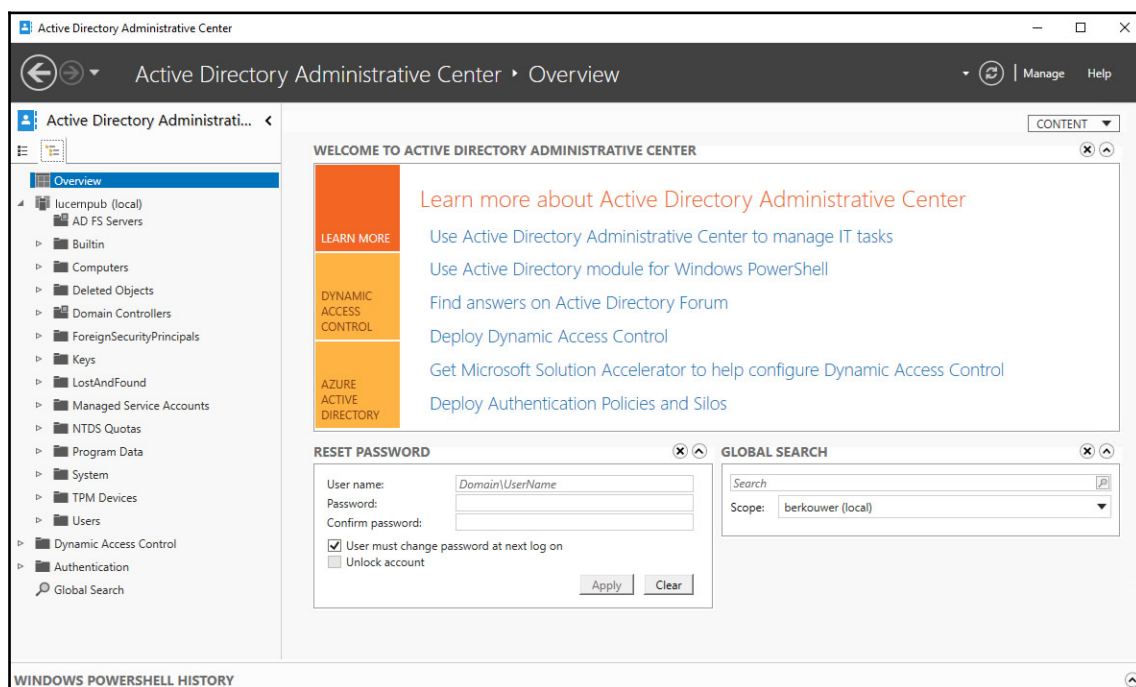 Active Directory Administrative Center
Active Directory Administrative Center • Overview
Manage Help
Active Directory Administrati...
CONTENT
Overview
lucernpub (local)
AD FS Servers
Builtin
Computers
Deleted Objects
Domain Controllers
ForeignSecurityPrincipals
Keys
LostAndFound
Managed Service Accounts
NTDS Quotas
Program Data
System
TPM Devices
Users
Dynamic Access Control
Authentication
Global Search
WELCOME TO ACTIVE DIRECTORY ADMINISTRATIVE CENTER
LEARN MORE
DYNAMIC
ACCESS
CONTROL
AZURE
ACTIVE
DIRECTORY
Learn more about Active Directory Administrative Center
Use Active Directory Administrative Center to manage IT tasks
Use Active Directory module for Windows PowerShell
Find answers on Active Directory Forum
Deploy Dynamic Access Control
Get Microsoft Solution Accelerator to help configure Dynamic Access Control
Deploy Authentication Policies and Silos
RESET PASSWORD
User name: Domain\UserName
Password:
Confirm password:
User must change password at next log on
Unlock account
Apply Clear
GLOBAL SEARCH
Search
Scope: berkouwer (local)
WINDOWS POWERSHELL HISTORY